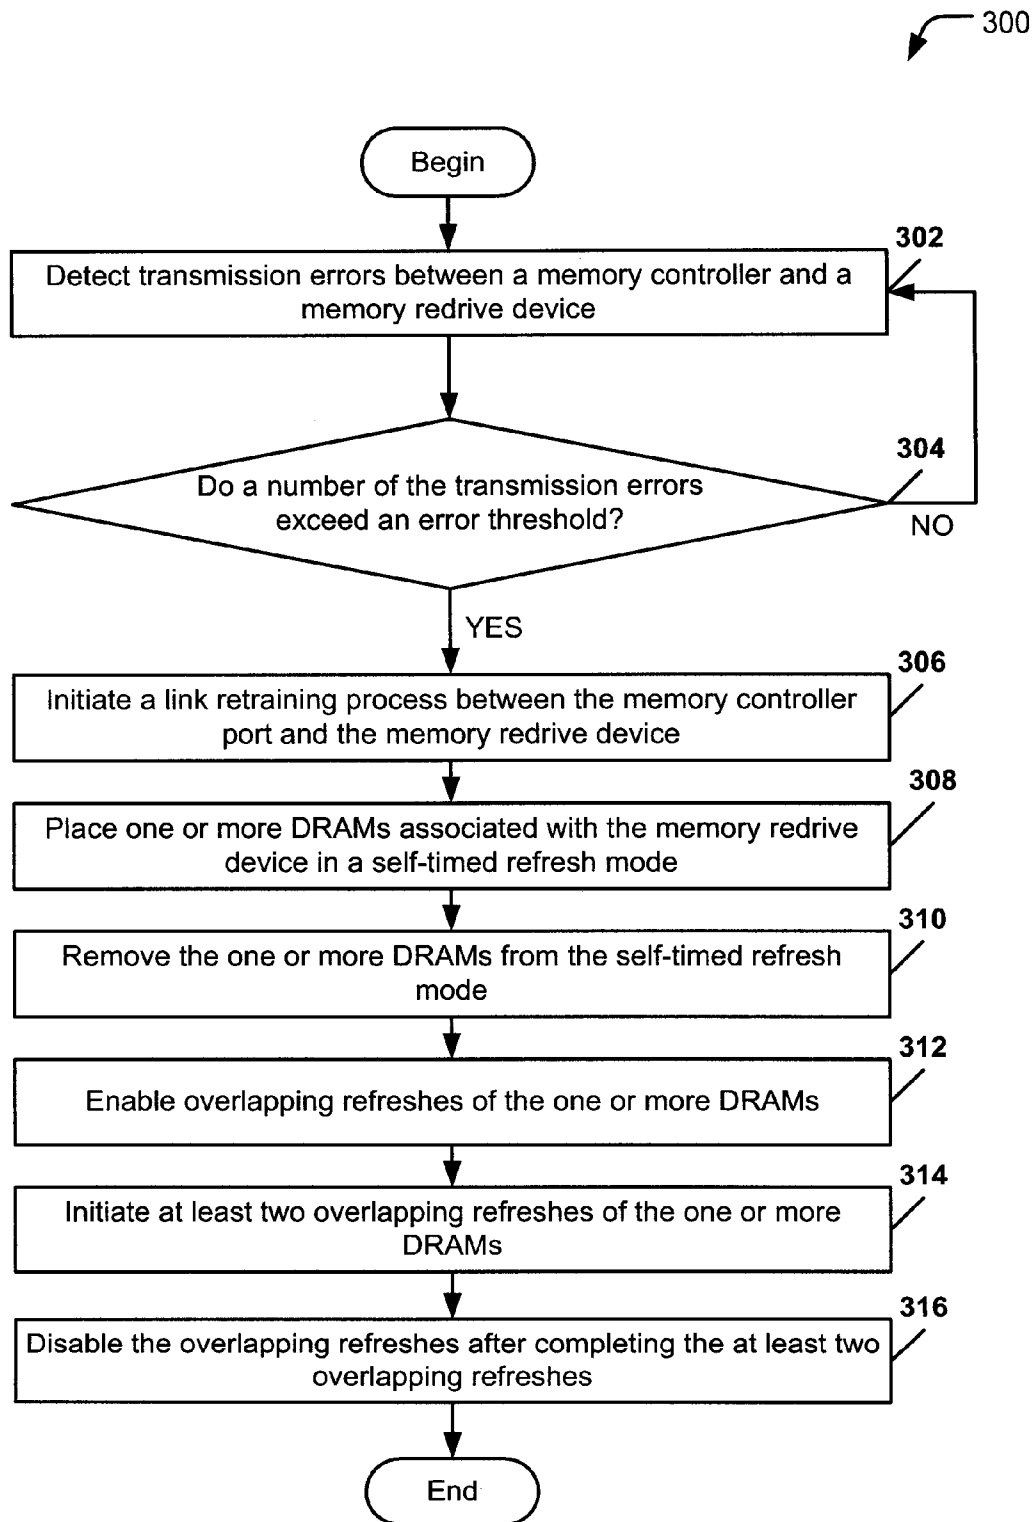 300
Begin
302
Detect transmission errors between a memory controller and a
memory redrive device
304
Do a number of the transmission errors
exceed an error threshold?
NO
YES
306
Initiate a link retraining process between the memory controller
port and the memory redrive device
308
Place one or more DRAMs associated with the memory redrive
device in a self-timed refresh mode
310
Remove the one or more DRAMs from the self-timed refresh
mode
312
Enable overlapping refreshes of the one or more DRAMs
314
Initiate at least two overlapping refreshes of the one or more
DRAMs
316
Disable the overlapping refreshes after completing the at least two
overlapping refreshes
End